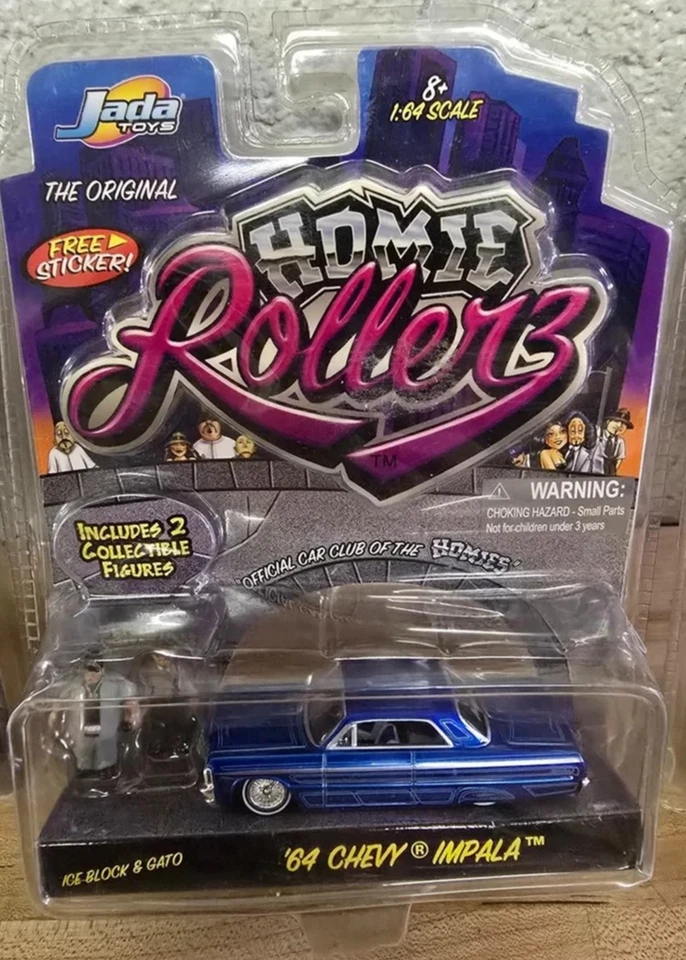 Jada
TOYS
8+
1:64 SCALE
THE ORIGINAL
FREE
STICKER!
HOMIE
Rollerz
TM
WARNING:
CHOKING HAZARD - Small Parts
Not for children under 3 years
INCLUDES 2
COLLECTIBLE
FIGURES
"OFFICIAL CAR CLUB OF THE HOMIES"
ICE BLOCK & GATO
'64 CHEVY ® IMPALA™